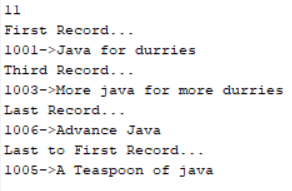 11
First Record...
1001->Java for durries
Third Record...
1003->More java for more durries
Last Record...
1006->Advance Java
Last to First Record...
1005->A Teaspoon of java